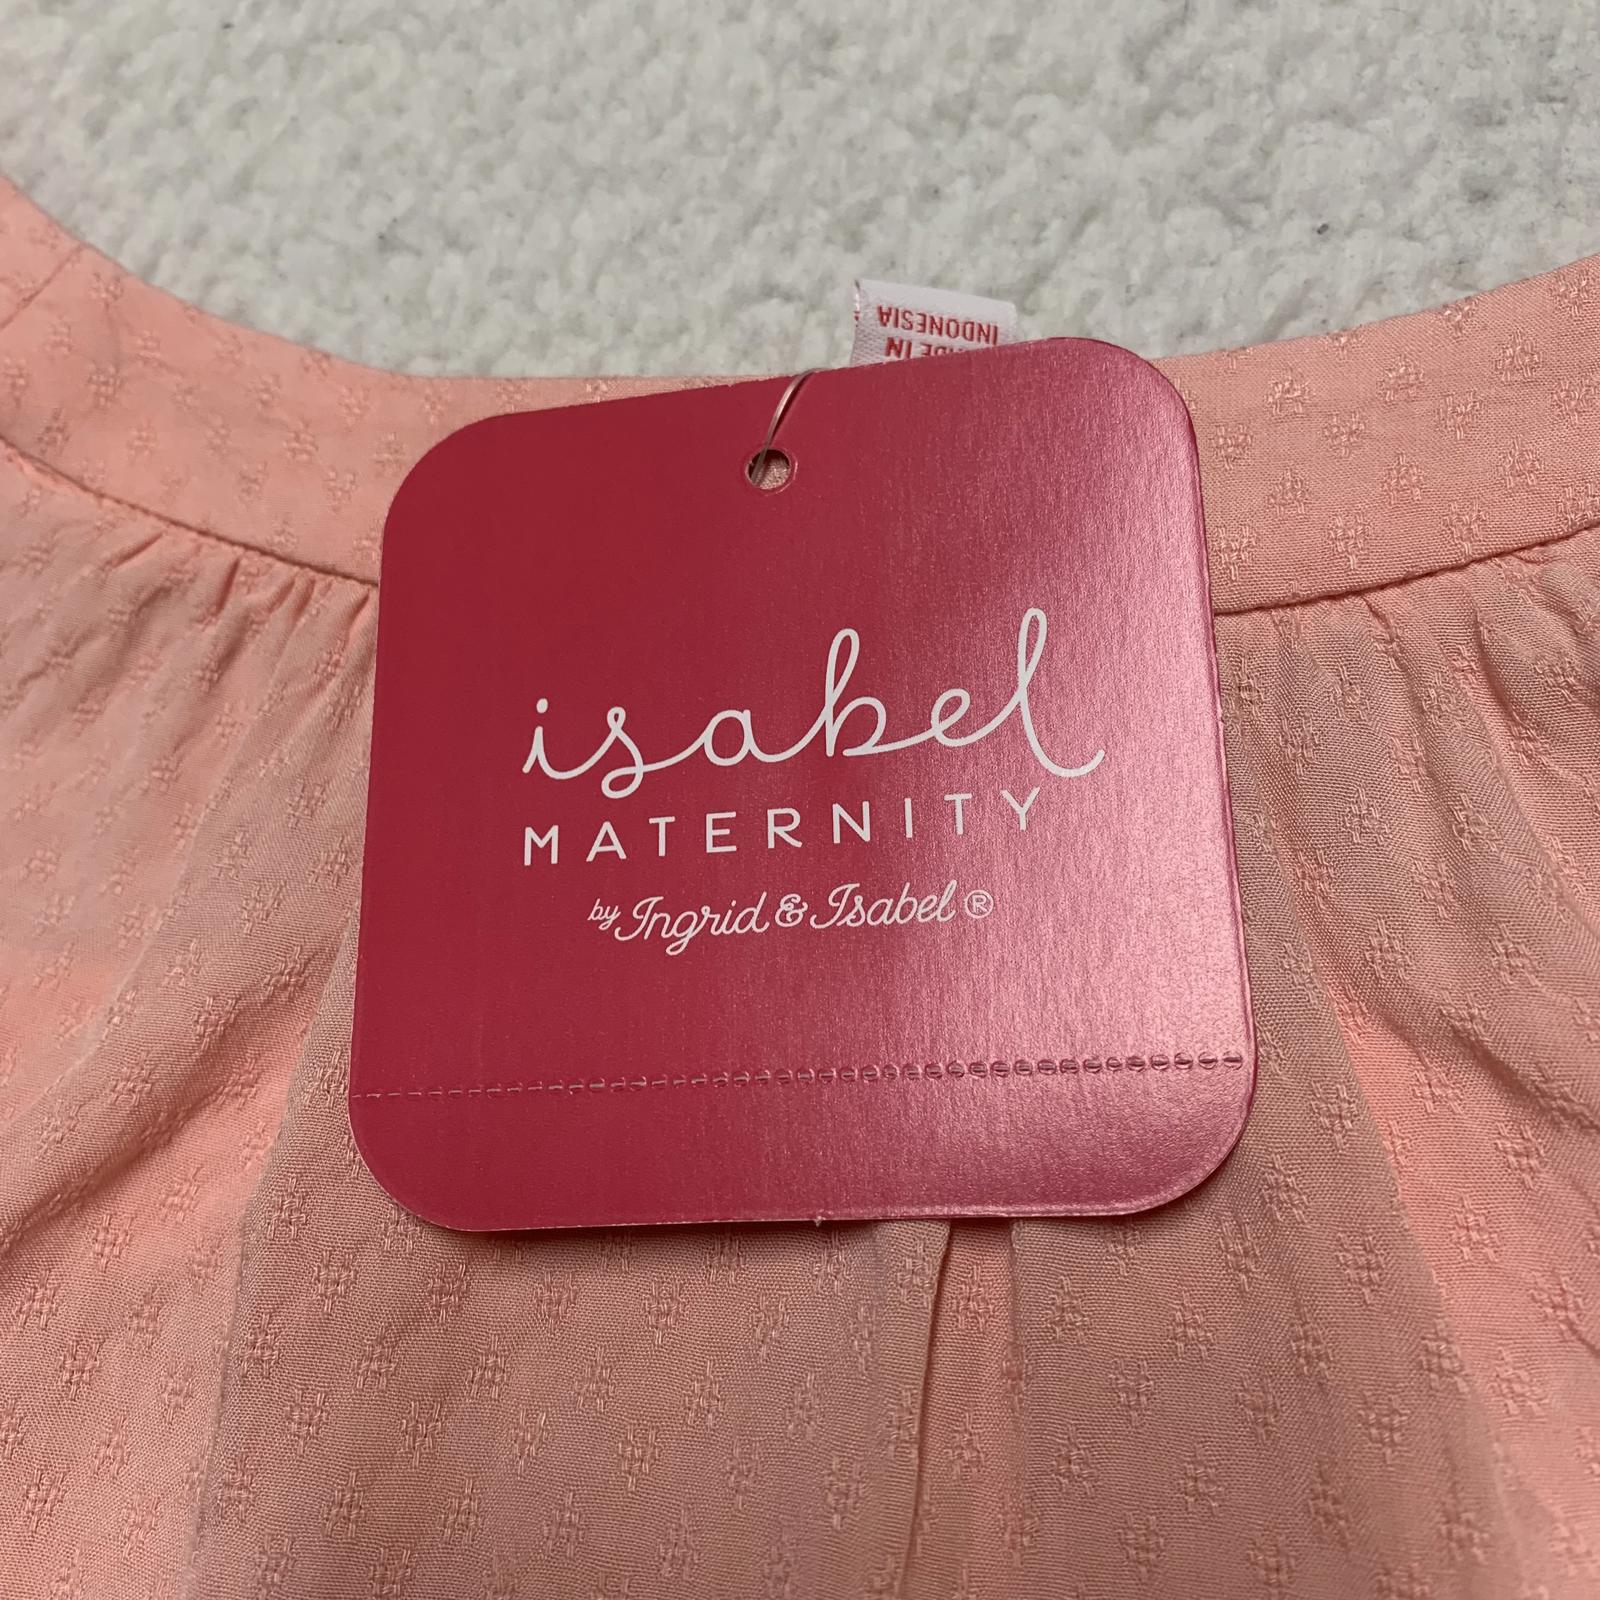 INDONESIA
isabel
MATERNITY
by Ingrid & Isabel®